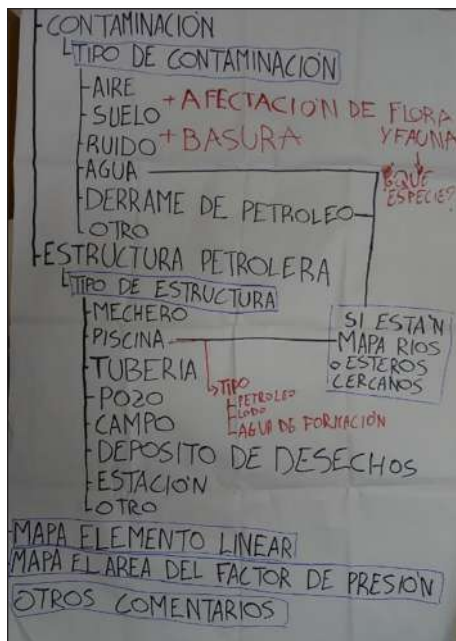 CONTAMINACIÓN
TIPO DE CONTAMINACIÓN
AIRE
SUELO + AFECTACIÓN DE FLORA Y FAUNA
RUIDO + BASURA
AGUA
¿QUE ESPECIE?
DERRAME DE PETROLEO
OTRO
ESTRUCTURA PETROLERA
TIPO DE ESTRUCTURA
MECHERO
PISCINA
SI ESTÁN
MAPA RIOS
o ESTEROS
CERCANOS
TUBERIA
TIPO
PETROLEO
LODO
AGUA DE FORMACIÓN
POZO
CAMPO
DEPOSITO DE DESECHOS
ESTACIÓN
OTRO
MAPA ELEMENTO LINEAR
MAPA EL AREA DEL FACTOR DE PRESIÓN
OTROS COMENTARIOS